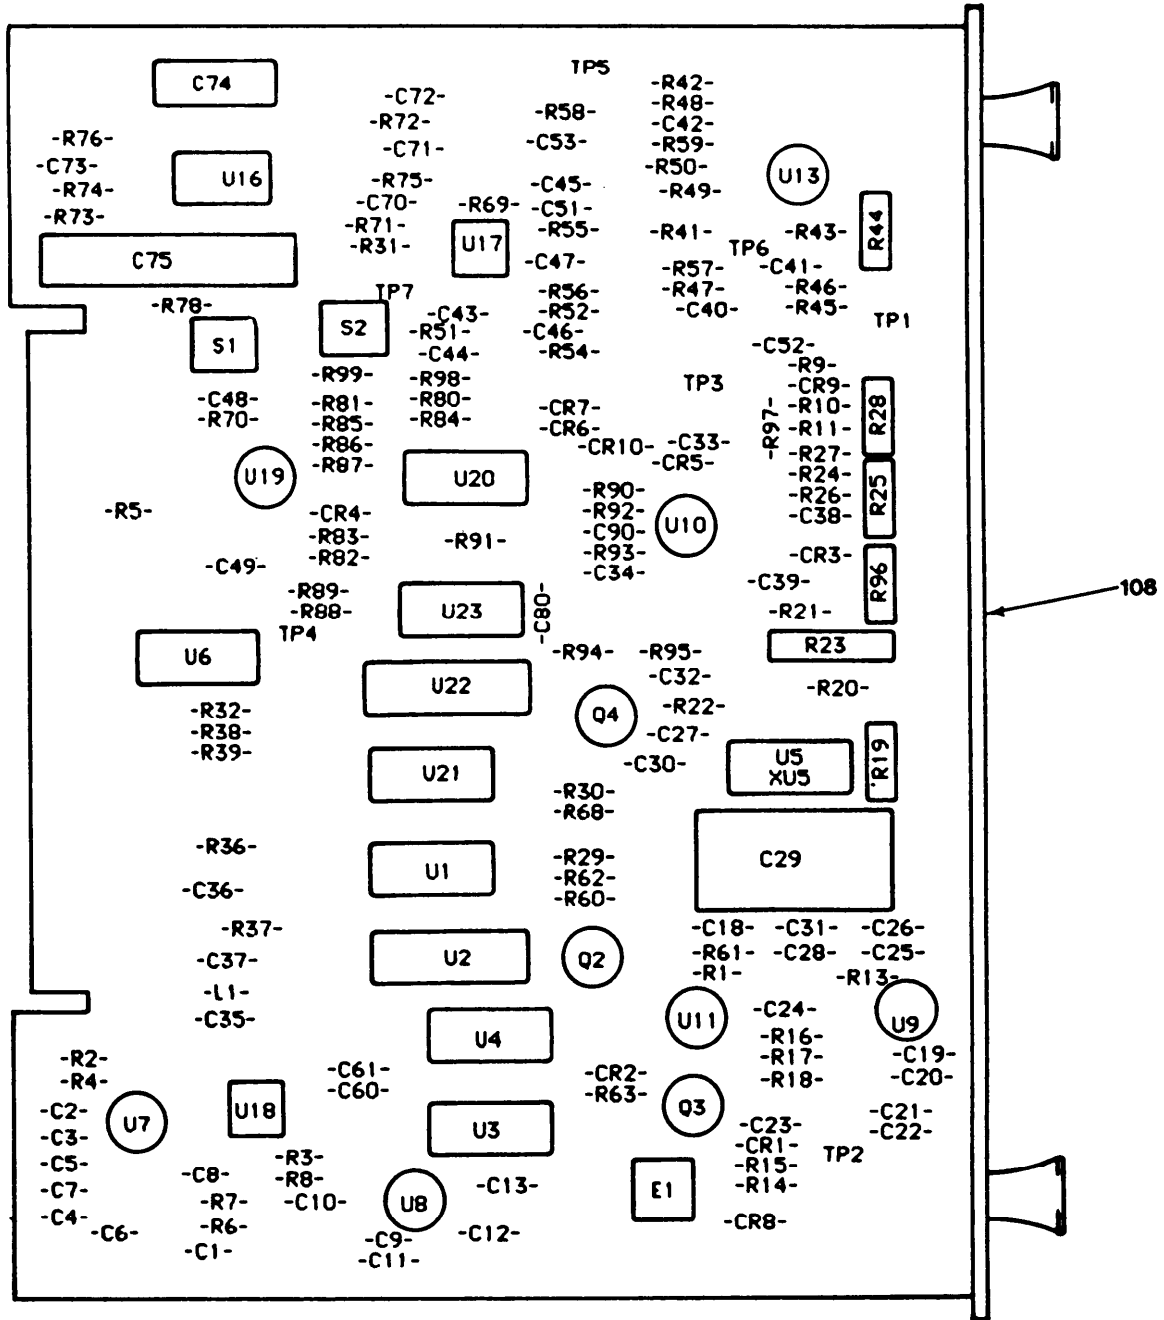 TP5
C74
-R42-
-C72-
-R48-
-R58-
-R72-
-C42-
-R76-
-C53-
-R59-
-C71-
-C73-
-R50-
U13
U16
-R75-
-C45-
-R74-
-R49-
-C70-
-R69-
-C51-
-R73-
-R71-
-R55-
-R41-
-R43-
R44
-R31-
U17
TP6
C75
-C47-
-R57-
-C41-
TP7
-R56-
-R47-
-R46-
-R78-
-C43-
-R52-
-C40-
-R45-
TP1
S1
S2
-R51-
-C46-
-C44-
-R54-
-C52-
-R9-
-R99-
-R98-
TP3
-CR9-
-C48-
-R81-
-R80-
-CR7-
-R10-
R28
-R70-
-R85-
-R84-
-CR6-
-R97-
-R11-
-R86-
-CR10-
-C33-
-R27-
-R87-
-CR5-
-R24-
U19
U20
-R90-
-R26-
R25
-R5-
-CR4-
-R92-
U10
-C38-
-R83-
-R91-
-C90-
-R82-
-R93-
-CR3-
-C49-
-C34-
-C39-
R96
-R89-
108
-R88-
U23
-C80-
-R21-
TP4
U6
-R94-
-R95-
R23
U22
-C32-
-R20-
-R32-
Q4
-R22-
-R38-
-C27-
-R39-
U5
XU5
R19
U21
-C30-
-R30-
-R68-
-R36-
-R29-
C29
U1
-R62-
-C36-
-R60-
-R37-
-C18-
-C31-
-C26-
-C37-
U2
Q2
-R61-
-C28-
-C25-
-R1-
-R13-
-L1-
-C35-
U11
-C24-
U9
U4
-R16-
-R2-
-R17-
-C19-
-R4-
-C61-
-CR2-
-R18-
-C20-
-C60-
-R63-
-C2-
U7
U18
Q3
-C21-
-C3-
U3
-C23-
-C22-
-CR1-
TP2
-C5-
-R3-
-R15-
-C7-
-C8-
-R8-
-C13-
E1
-R14-
-C4-
-R7-
-C10-
U8
-C6-
-R6-
-C9-
-C12-
-CR8-
-C1-
-C11-